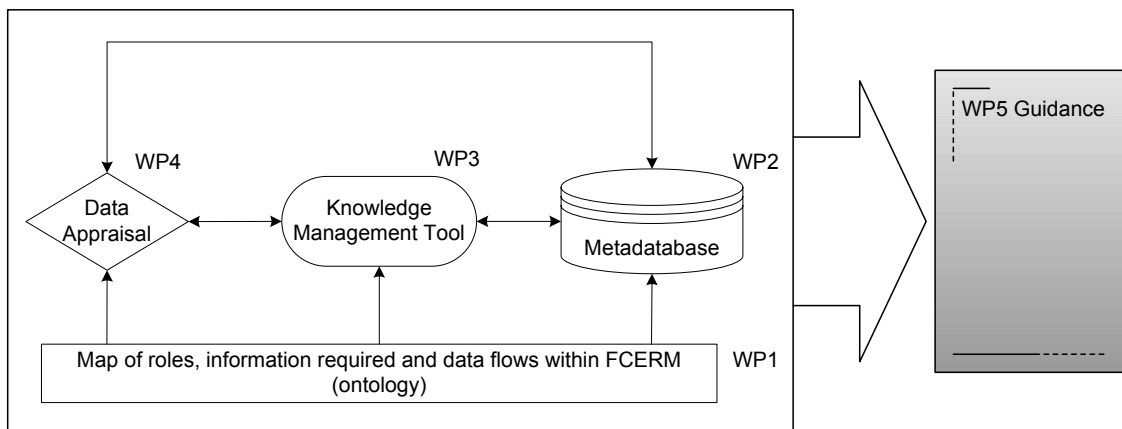 WP4
WP3
WP2
WP5 Guidance
Data
Appraisal
Knowledge
Management Tool
Metadatabase
Map of roles, information required and data flows within FCERM
(ontology)
WP1